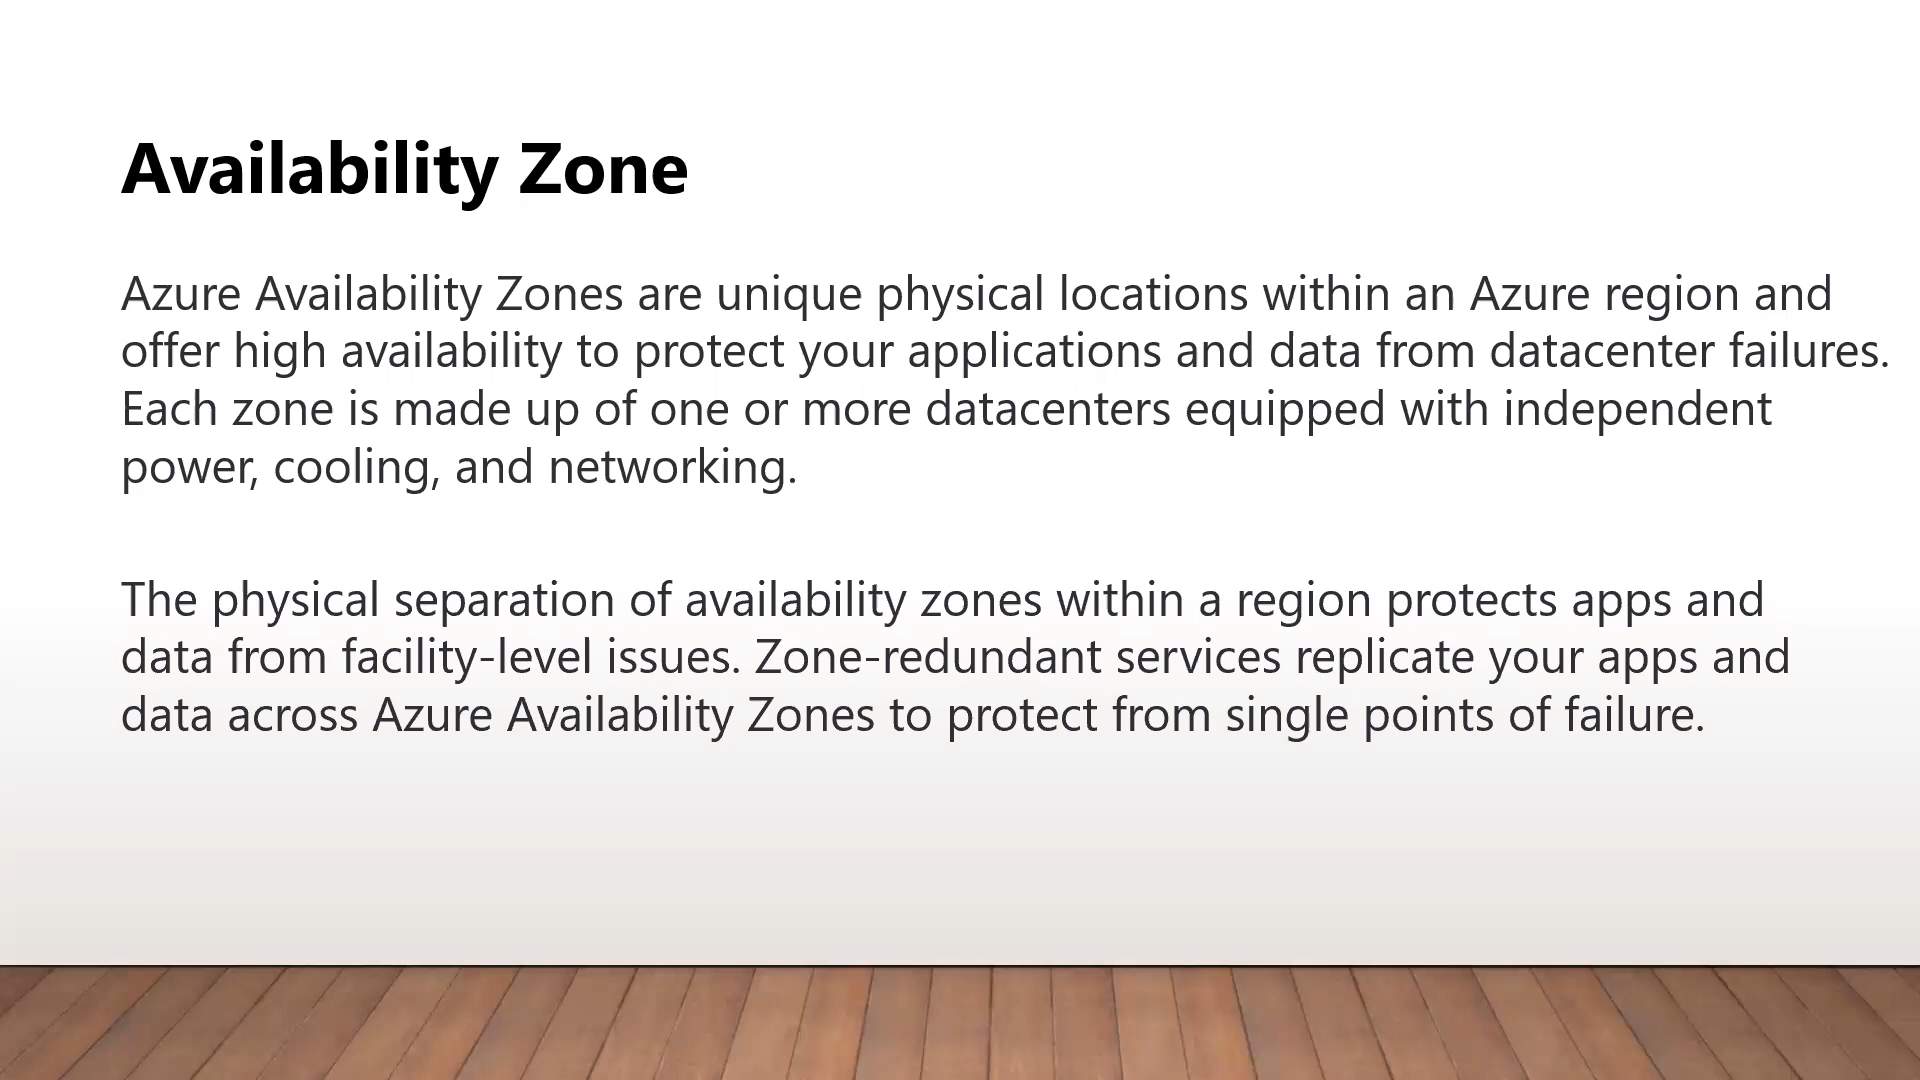 Availability Zone
Azure Availability Zones are unique physical locations within an Azure region and
offer high availability to protect your applications and data from datacenter failures.
Each zone is made up of one or more datacenters equipped with independent
power, cooling, and networking.
The physical separation of availability zones within a region protects apps and
data from facility-level issues. Zone-redundant services replicate your apps and
data across Azure Availability Zones to protect from single points of failure.